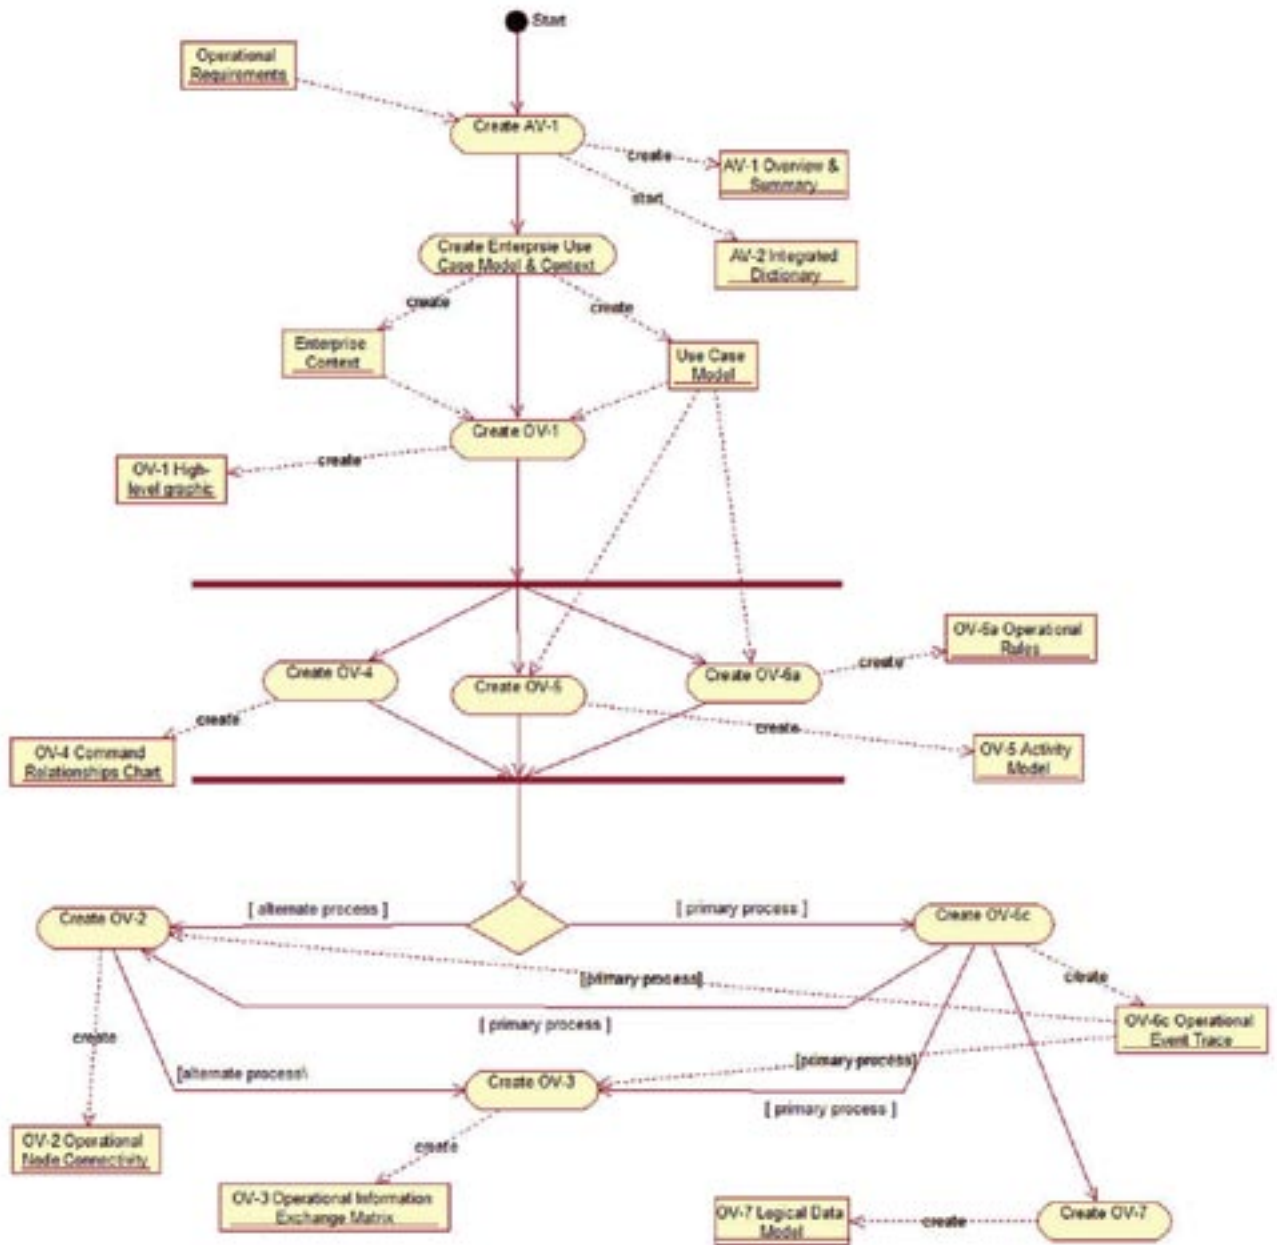 Start
Operational
Requirements
Create AV-1
create
AV-1 Overview &
Summary
start
Create Enterprsie Use
Case Model & Context
AV-2 Integrated
Dictionary
create
create
Enterprise
Context
Use Case
Model
Create OV-1
create
OV-1 High-
level graphic
OV-6a Operational
Rules
Create OV-4
Create OV-5
Create OV-6a
create
create
create
OV-4 Command
Relationships Chart
OV-5 Activity
Model
Create OV-2
[ alternate process ]
[ primary process ]
Create OV-6c
[primary process]
create
[ primary process ]
OV-6c Operational
Event Trace
create
[primary process]
[alternate process\
Create OV-3
[ primary process ]
OV-2 Operational
Node Connectivity
create
OV-3 Operational Information
Exchange Matrix
OV-7 Logical Data
Model
create
Create OV-7